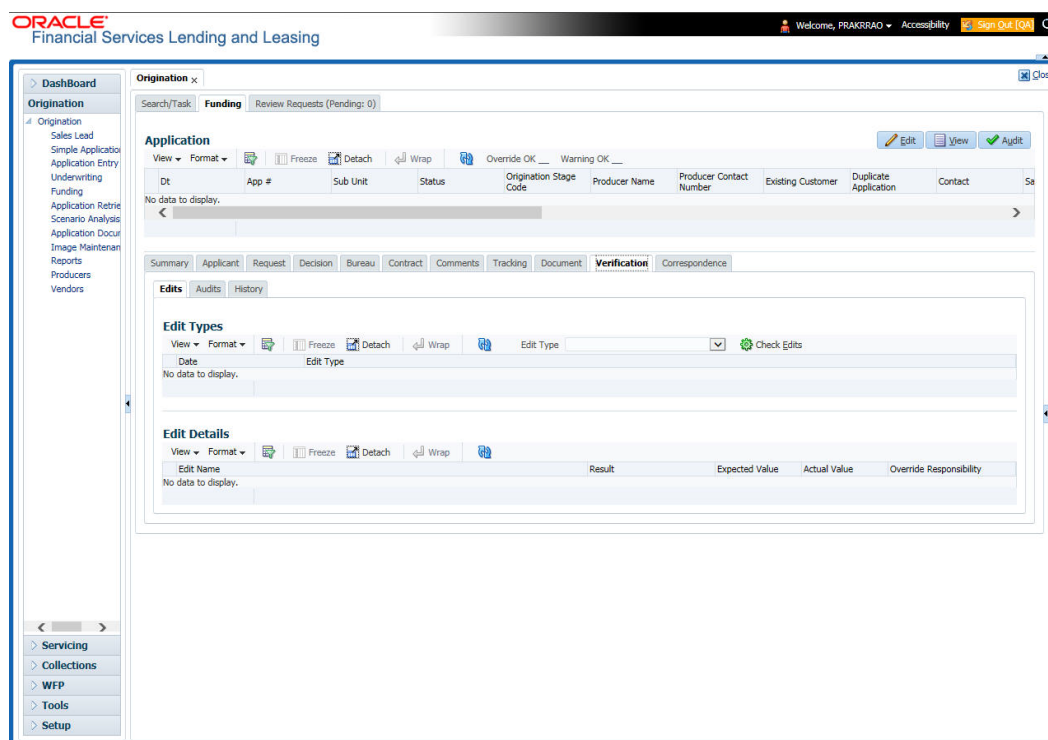 ORACLE
Financial Services Lending and Leasing
Welcome, PRAKRRAO Accessibility Sign Out [QA]
DashBoard
Origination
Origination
Sales Lead
Simple Applicatio
Application Entry
Underwriting
Funding
Application Retrie
Scenario Analysis
Application Docur
Image Maintenan
Reports
Producers
Vendors
Servicing
Collections
WFP
Tools
Setup
Origination Clos
Search/Task Funding Review Requests (Pending: 0)
Application Edit View Audit
View Format Freeze Detach Wrap Override OK __ Warning OK __
Dt App # Sub Unit Status Origination Stage Code Producer Name Producer Contact Number Existing Customer Duplicate Application Contact Sa
No data to display.
Summary Applicant Request Decision Bureau Contract Comments Tracking Document Verification Correspondence
Edits Audits History
Edit Types
View Format Freeze Detach Wrap Edit Type Check Edits
Date Edit Type
No data to display.
Edit Details
View Format Freeze Detach Wrap
Edit Name Result Expected Value Actual Value Override Responsibility
No data to display.